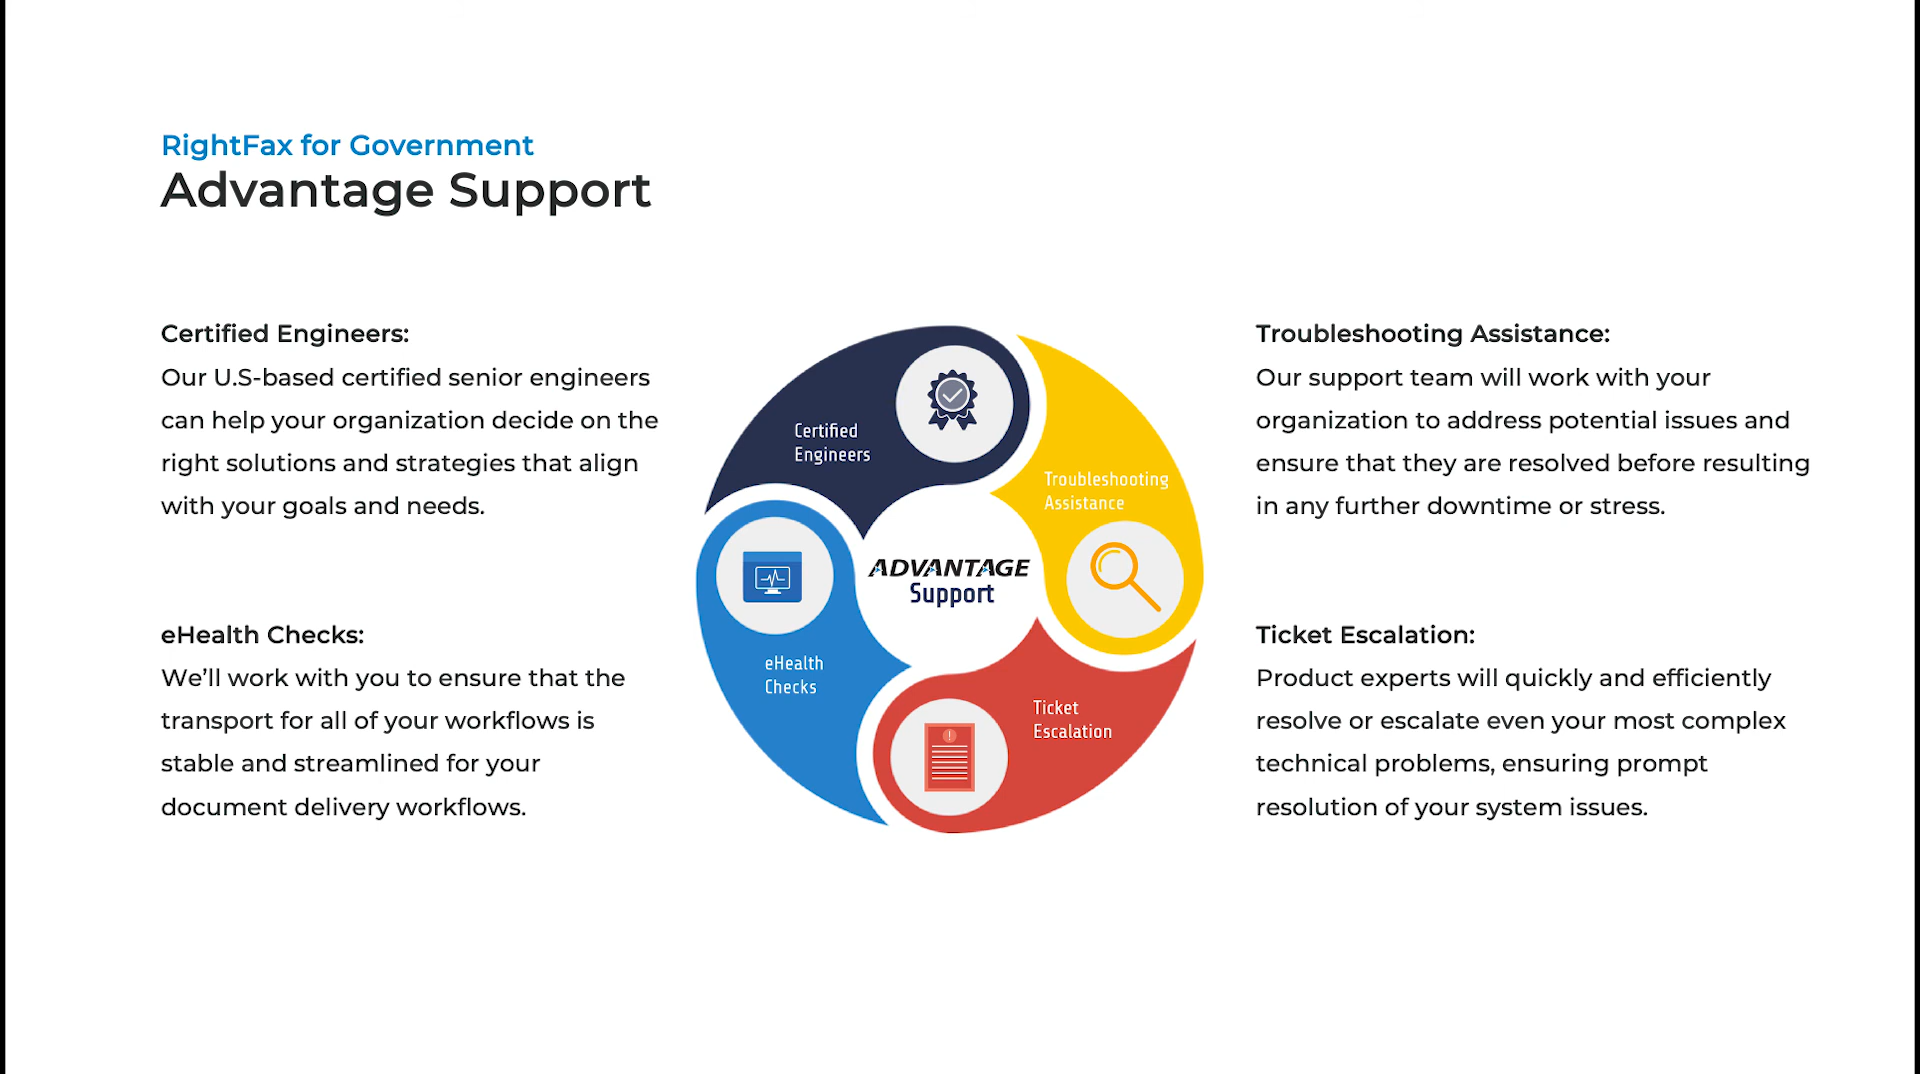 RightFax for Government
Advantage Support
Certified Engineers:
Our U.S-based certified senior engineers
can help your organization decide on the
right solutions and strategies that align
with your goals and needs.
eHealth Checks:
We’ll work with you to ensure that the
transport for all of your workflows is
stable and streamlined for your
document delivery workflows.
Certified
Engineers
Troubleshooting
Assistance
ADVANTAGE
Support
eHealth
Checks
Ticket
Escalation
!
Troubleshooting Assistance:
Our support team will work with your
organization to address potential issues and
ensure that they are resolved before resulting
in any further downtime or stress.
Ticket Escalation:
Product experts will quickly and efficiently
resolve or escalate even your most complex
technical problems, ensuring prompt
resolution of your system issues.